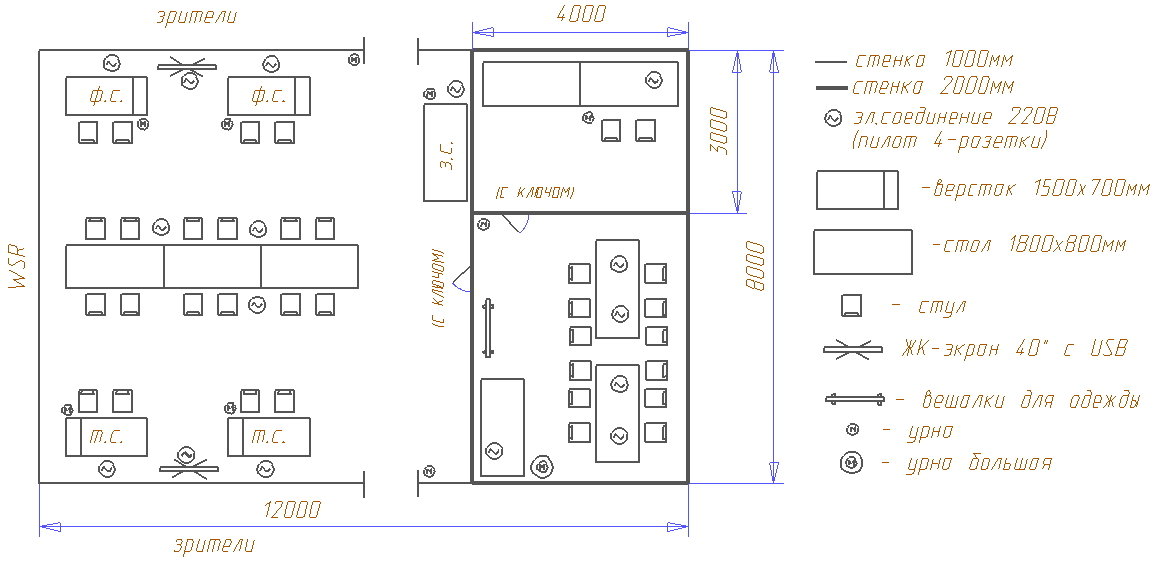 зрители
4000
ф.с.
ф.с.
з.с.
3000
(с ключом)
(с ключом)
8000
WSR
т.с.
т.с.
12000
зрители
стенка 1000мм
стенка 2000мм
эл.соединение 220В
(пилот 4-розетки)
-верстак 1500х700мм
-стол 1800х800мм
- стул
ЖК-экран 40" с USB
- вешалки для одежды
- урна
- урна большая